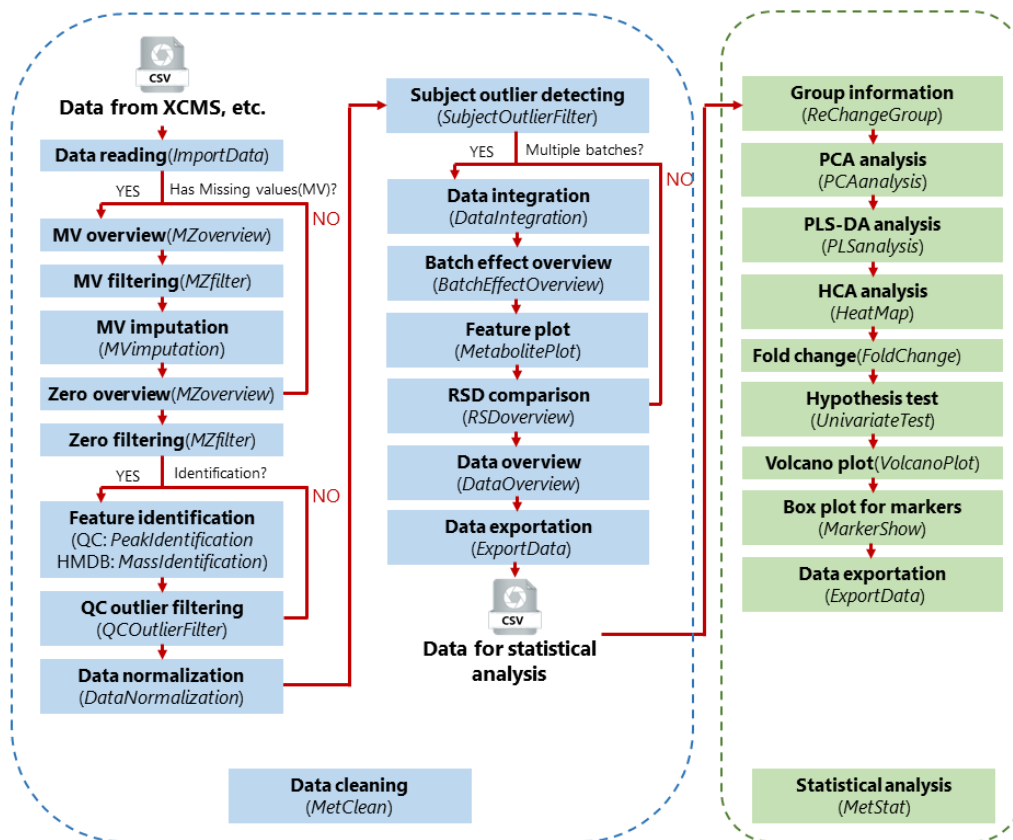 CSV
Data from XCMS, etc.
Data reading(ImportData)
YES
Has Missing values(MV)?
NO
MV overview(MZoverview)
MV filtering(MZfilter)
MV imputation
(MVimputation)
Zero overview(MZoverview)
Zero filtering(MZfilter)
YES
Identification?
NO
Feature identification
(QC: PeakIdentification
HMDB: MassIdentification)
QC outlier filtering
(QCOutlierFilter)
Data normalization
(DataNormalization)
Subject outlier detecting
(SubjectOutlierFilter)
YES
Multiple batches?
NO
Data integration
(DataIntegration)
Batch effect overview
(BatchEffectOverview)
Feature plot
(MetabolitePlot)
RSD comparison
(RSDoverview)
Data overview
(DataOverview)
Data exportation
(ExportData)
CSV
Data for statistical
analysis
Data cleaning
(MetClean)
Group information
(ReChangeGroup)
PCA analysis
(PCAanalysis)
PLS-DA analysis
(PLSanalysis)
HCA analysis
(HeatMap)
Fold change(FoldChange)
Hypothesis test
(UnivariateTest)
Volcano plot(VolcanoPlot)
Box plot for markers
(MarkerShow)
Data exportation
(ExportData)
Statistical analysis
(MetStat)